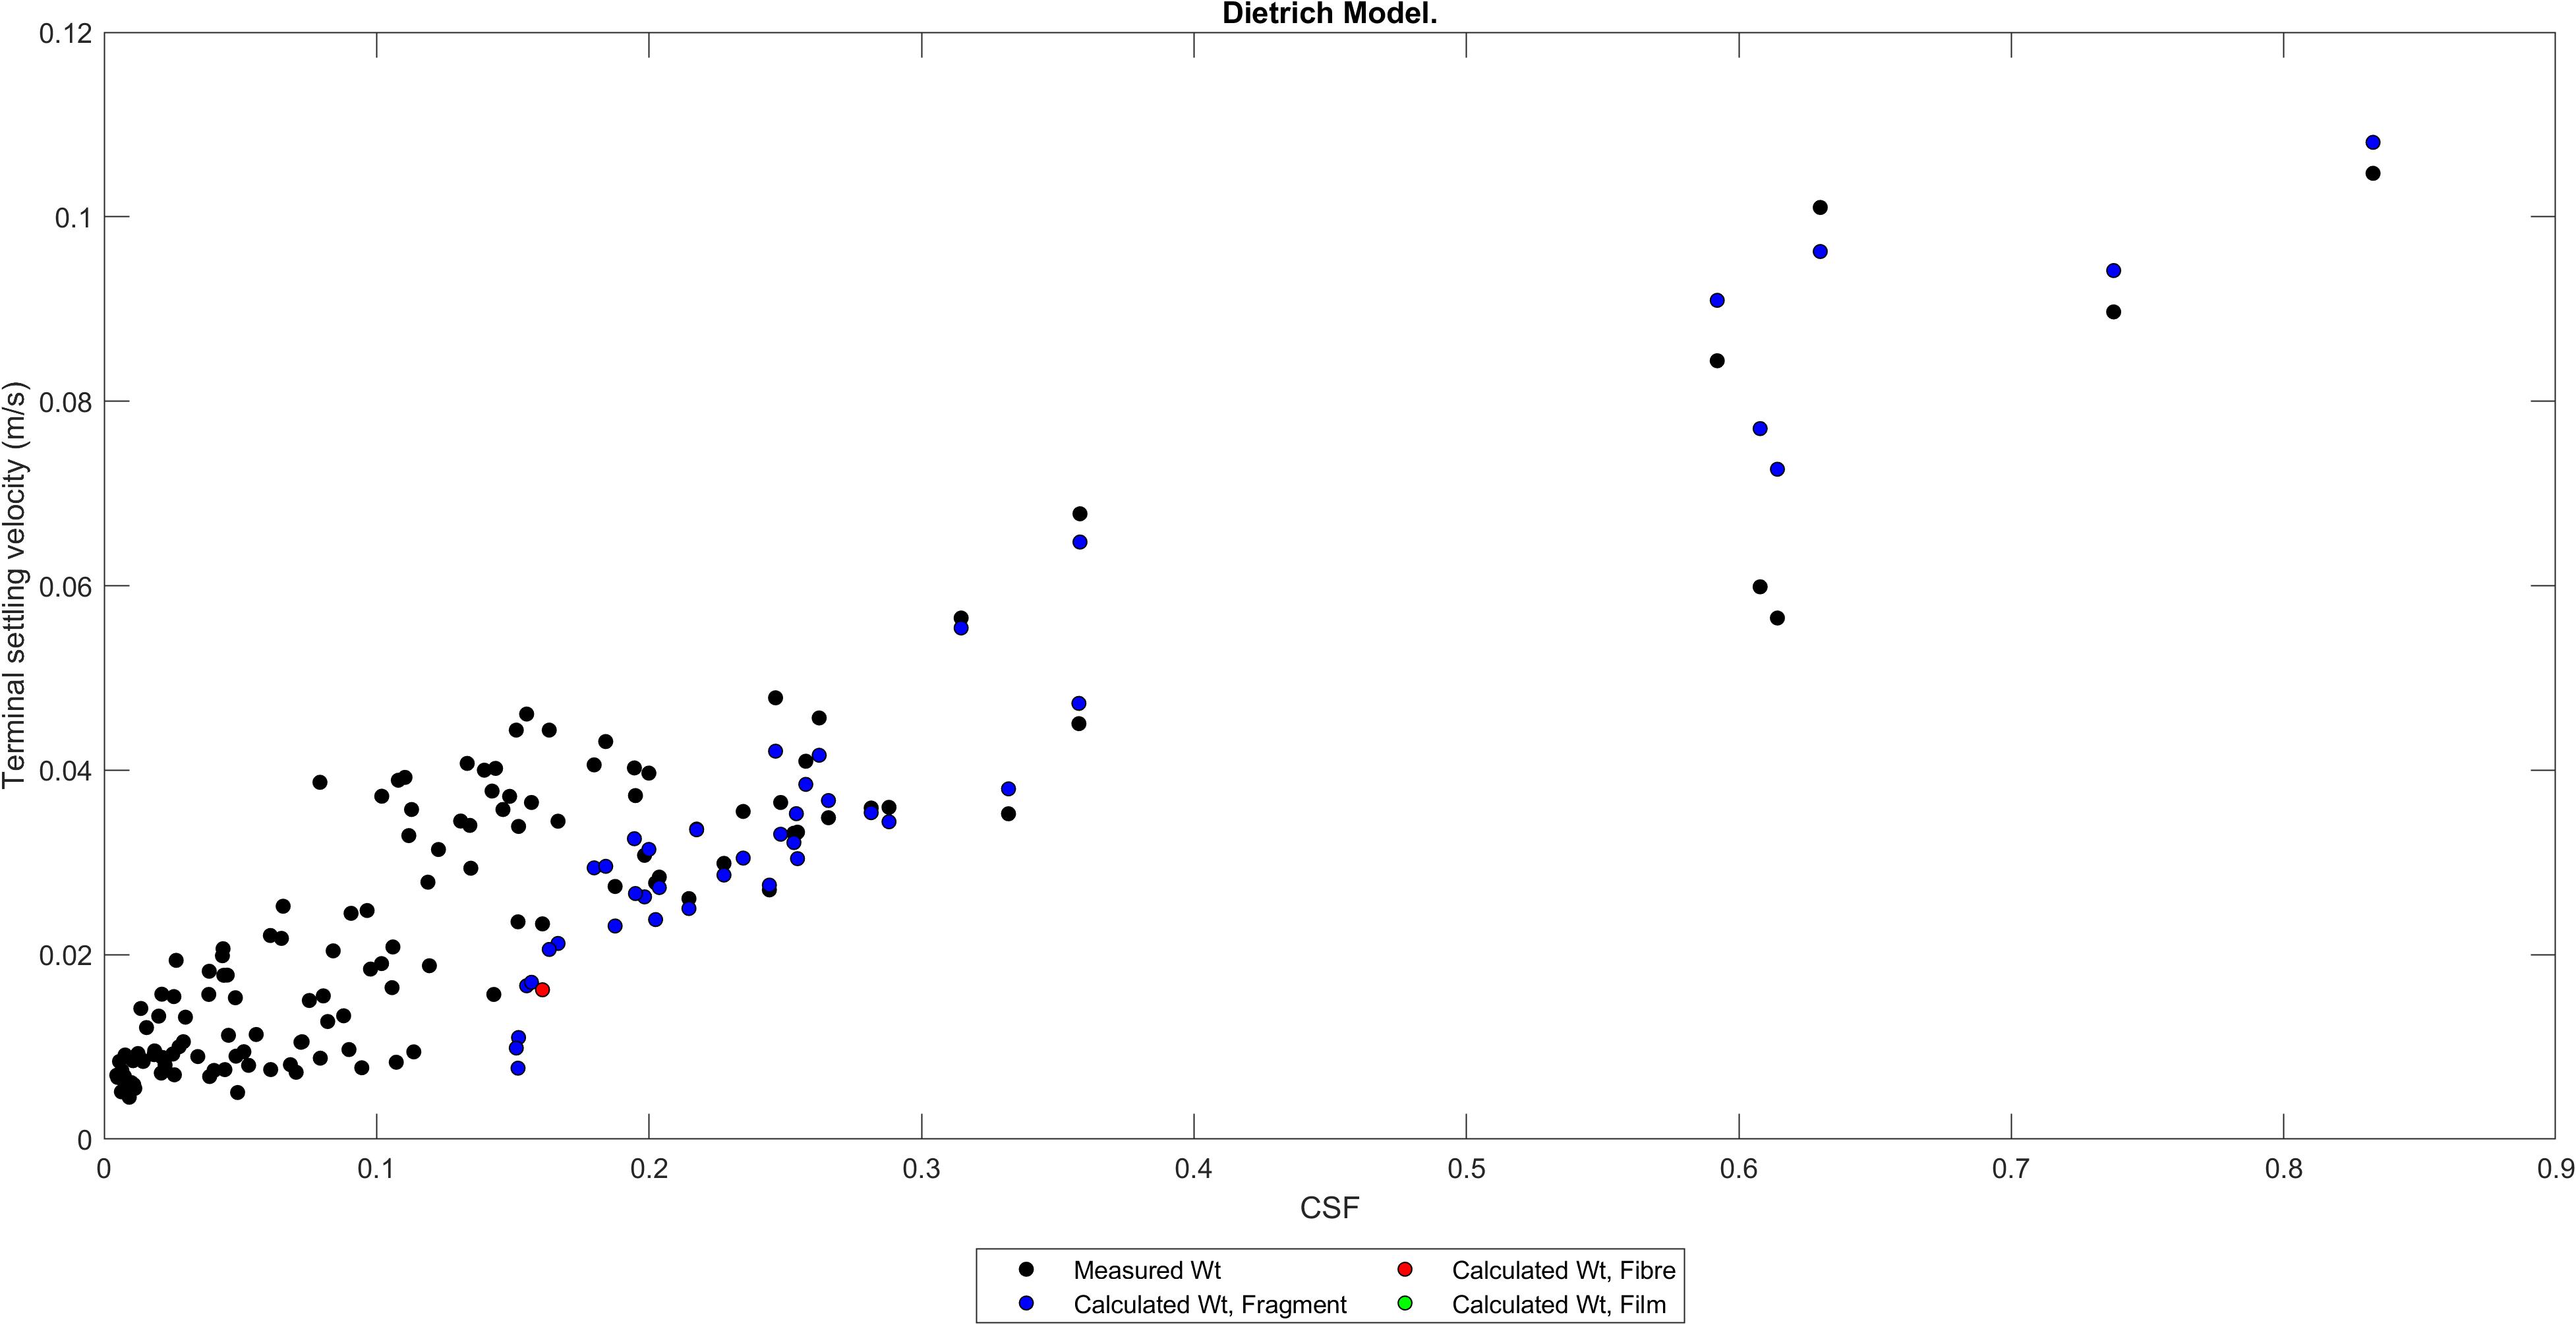 Dietrich Model.
0.12
0.1
0.08
0.06
0.04
0.02
0
Terminal settling velocity (m/s)
0 0.1 0.2 0.3 0.4 0.5 0.6 0.7 0.8 0.9
CSF
Measured Wt Calculated Wt, Fibre
Calculated Wt, Fragment Calculated Wt, Film